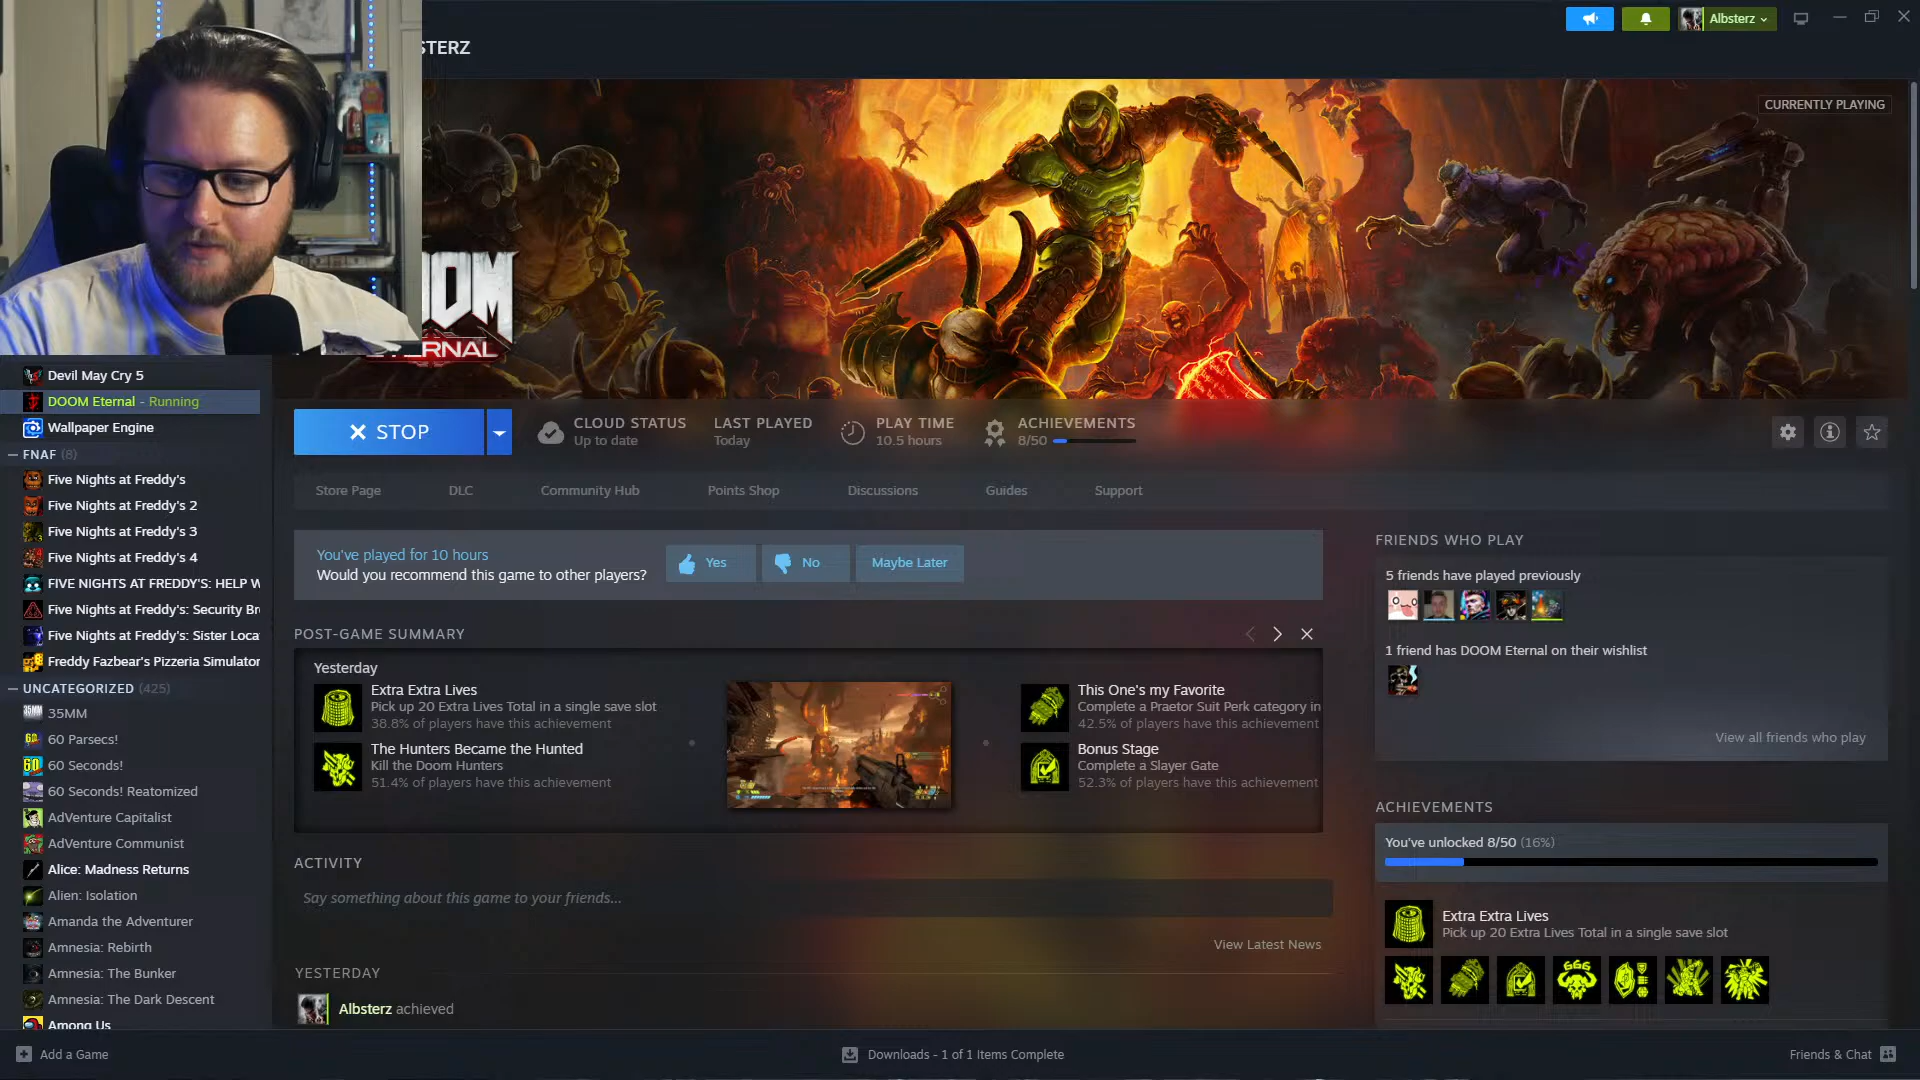 STERZ
Albsterz
CURRENTLY PLAYING
DOOM
ETERNAL
Devil May Cry 5
DOOM Eternal - Running
Wallpaper Engine
FNAF (8)
Five Nights at Freddy's
Five Nights at Freddy's 2
Five Nights at Freddy's 3
Five Nights at Freddy's 4
FIVE NIGHTS AT FREDDY'S: HELP W
Five Nights at Freddy's: Security Br
Five Nights at Freddy's: Sister Loca
Freddy Fazbear's Pizzeria Simulator
UNCATEGORIZED (425)
35MM
60 Parsecs!
60 Seconds!
60 Seconds! Reatomized
AdVenture Capitalist
AdVenture Communist
Alice: Madness Returns
Alien: Isolation
Amanda the Adventurer
Amnesia: Rebirth
Amnesia: The Bunker
Amnesia: The Dark Descent
Among Us
STOP
CLOUD STATUS
Up to date
LAST PLAYED
Today
PLAY TIME
10.5 hours
ACHIEVEMENTS
8/50
Store Page
DLC
Community Hub
Points Shop
Discussions
Guides
Support
You've played for 10 hours
Would you recommend this game to other players?
Yes
No
Maybe Later
POST-GAME SUMMARY
Yesterday
Extra Extra Lives
Pick up 20 Extra Lives Total in a single save slot
38.8% of players have this achievement
The Hunters Became the Hunted
Kill the Doom Hunters
51.4% of players have this achievement
This One's my Favorite
Complete a Praetor Suit Perk category in
42.5% of players have this achievement
Bonus Stage
Complete a Slayer Gate
52.3% of players have this achievement
ACTIVITY
Say something about this game to your friends...
View Latest News
YESTERDAY
Albsterz achieved
FRIENDS WHO PLAY
5 friends have played previously
1 friend has DOOM Eternal on their wishlist
View all friends who play
ACHIEVEMENTS
You've unlocked 8/50 (16%)
Extra Extra Lives
Pick up 20 Extra Lives Total in a single save slot
666
Add a Game
Downloads - 1 of 1 Items Complete
Friends & Chat